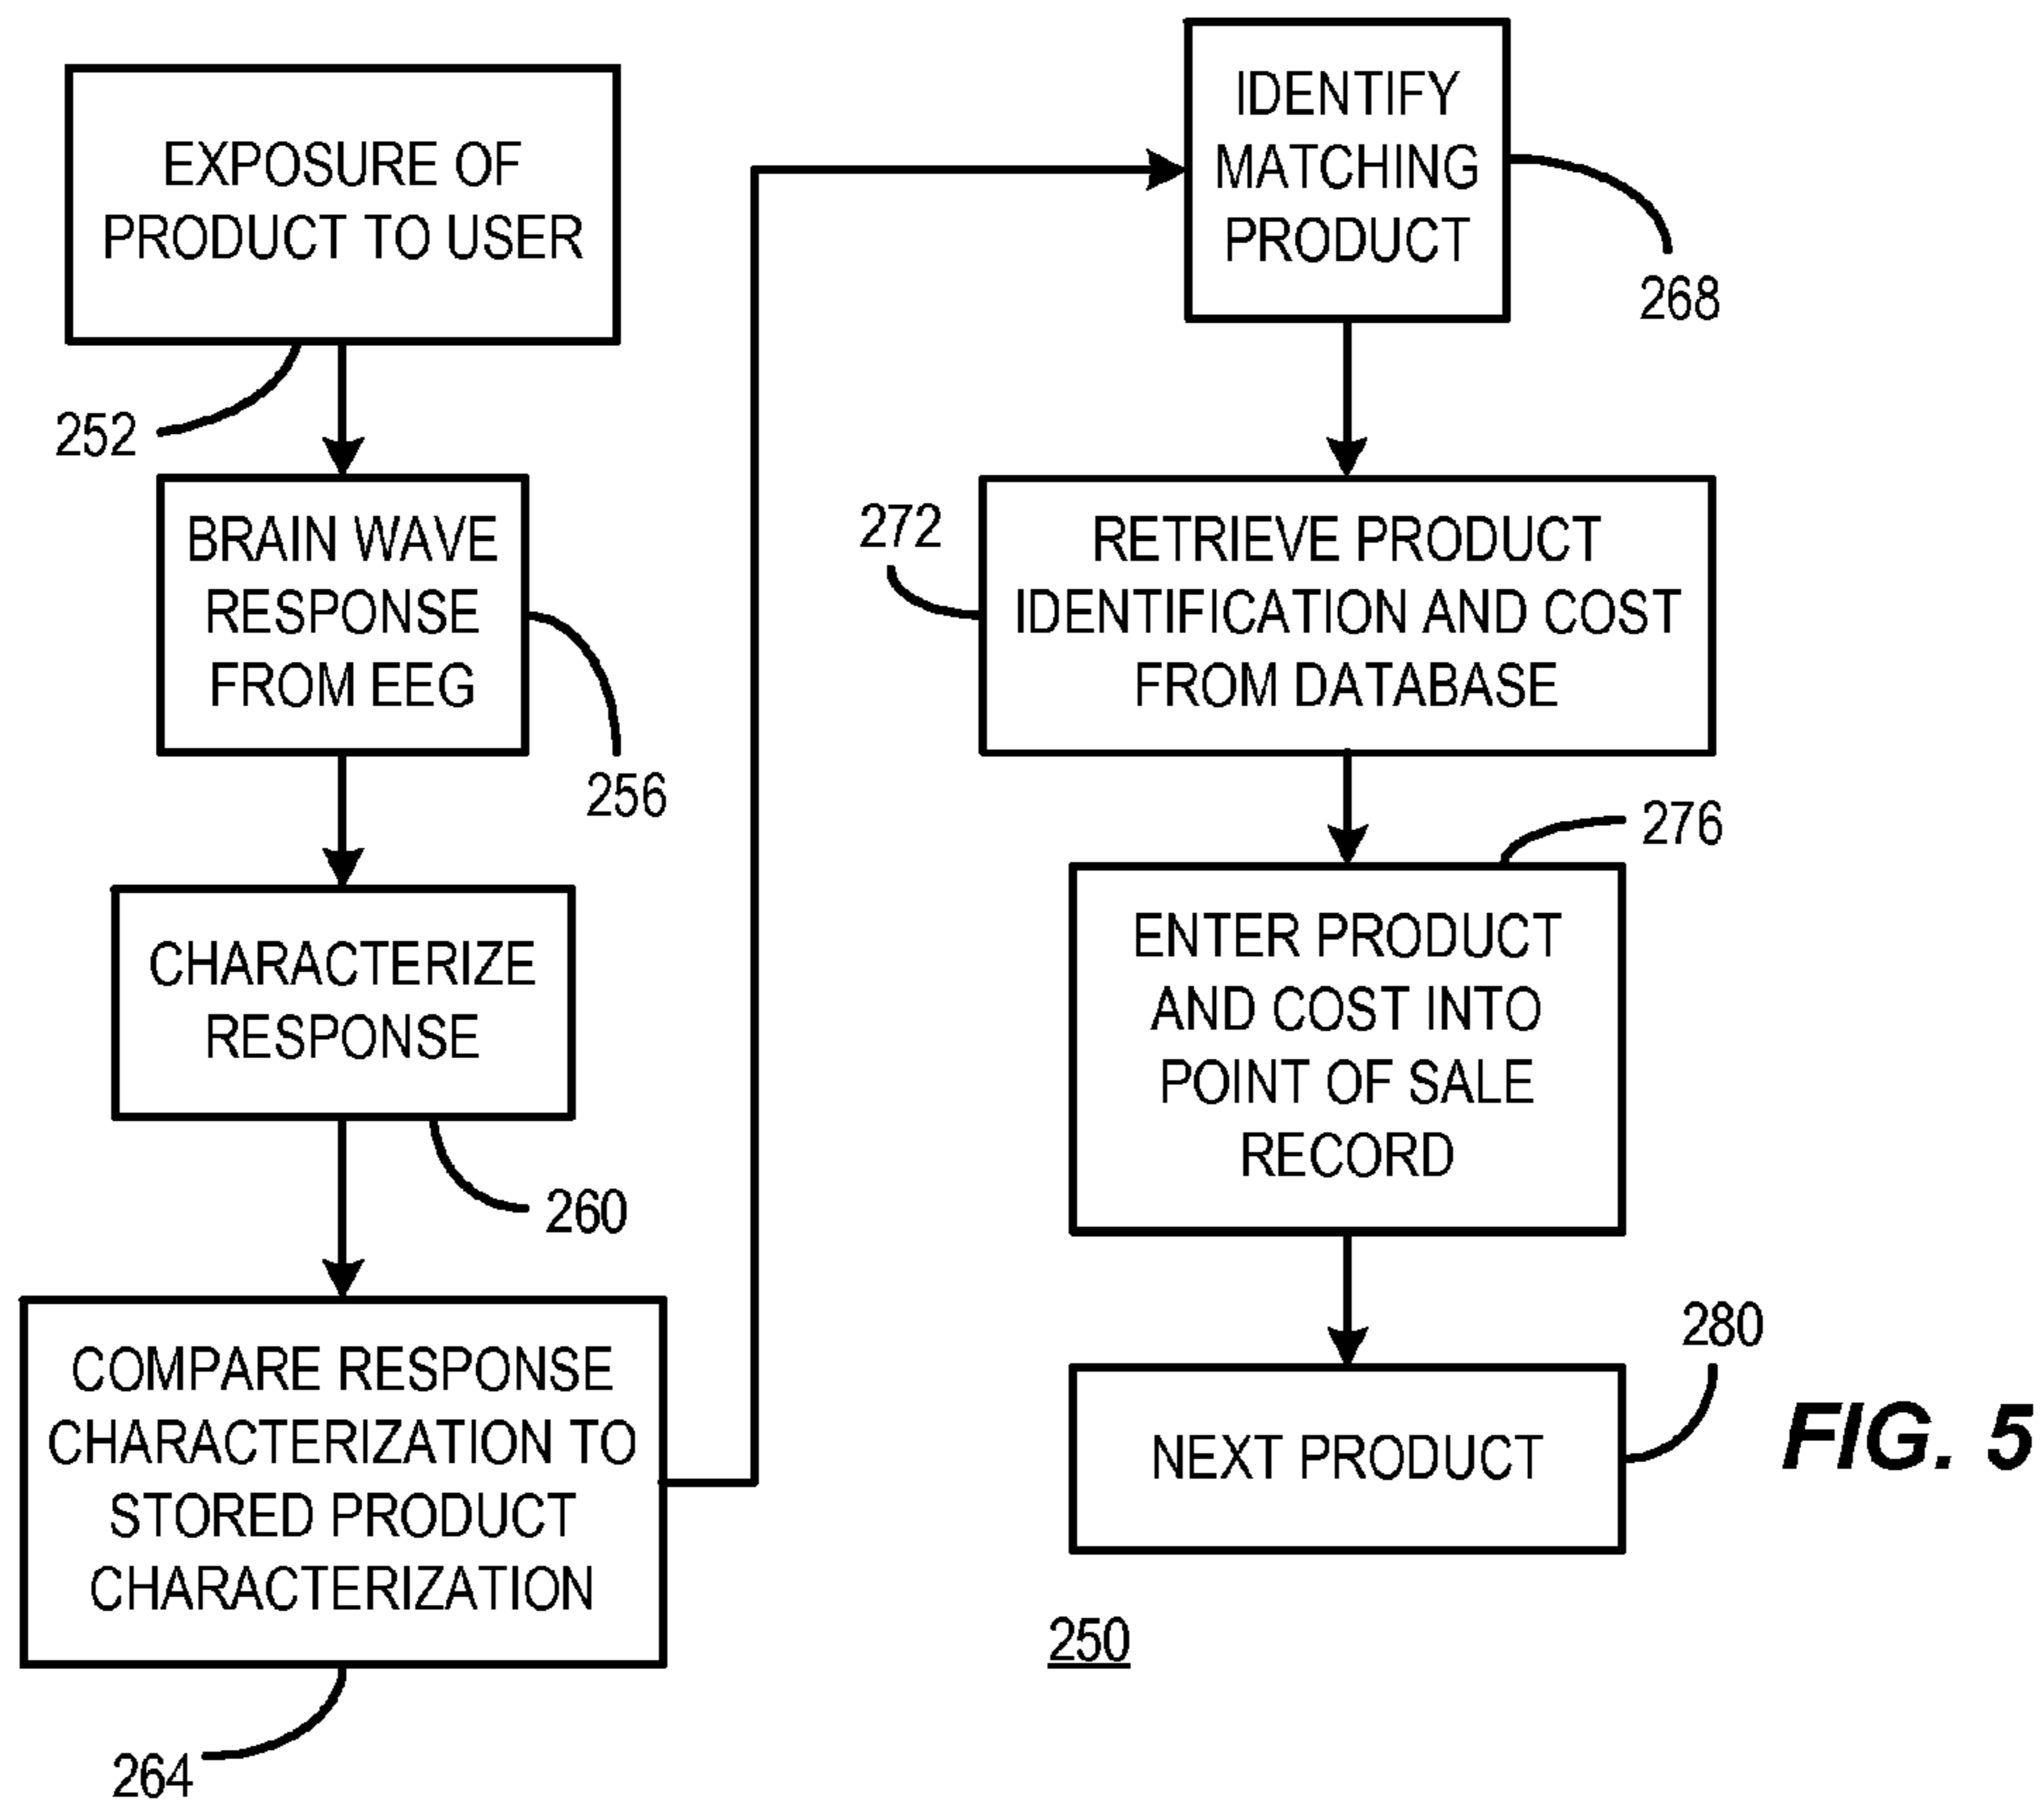 EXPOSURE OF
PRODUCT TO USER
252
BRAIN WAVE
RESPONSE
FROM EEG
256
CHARACTERIZE
RESPONSE
260
COMPARE RESPONSE
CHARACTERIZATION TO
STORED PRODUCT
CHARACTERIZATION
264
IDENTIFY
MATCHING
PRODUCT
268
272
RETRIEVE PRODUCT
IDENTIFICATION AND COST
FROM DATABASE
276
ENTER PRODUCT
AND COST INTO
POINT OF SALE
RECORD
280
NEXT PRODUCT
250
FIG. 5